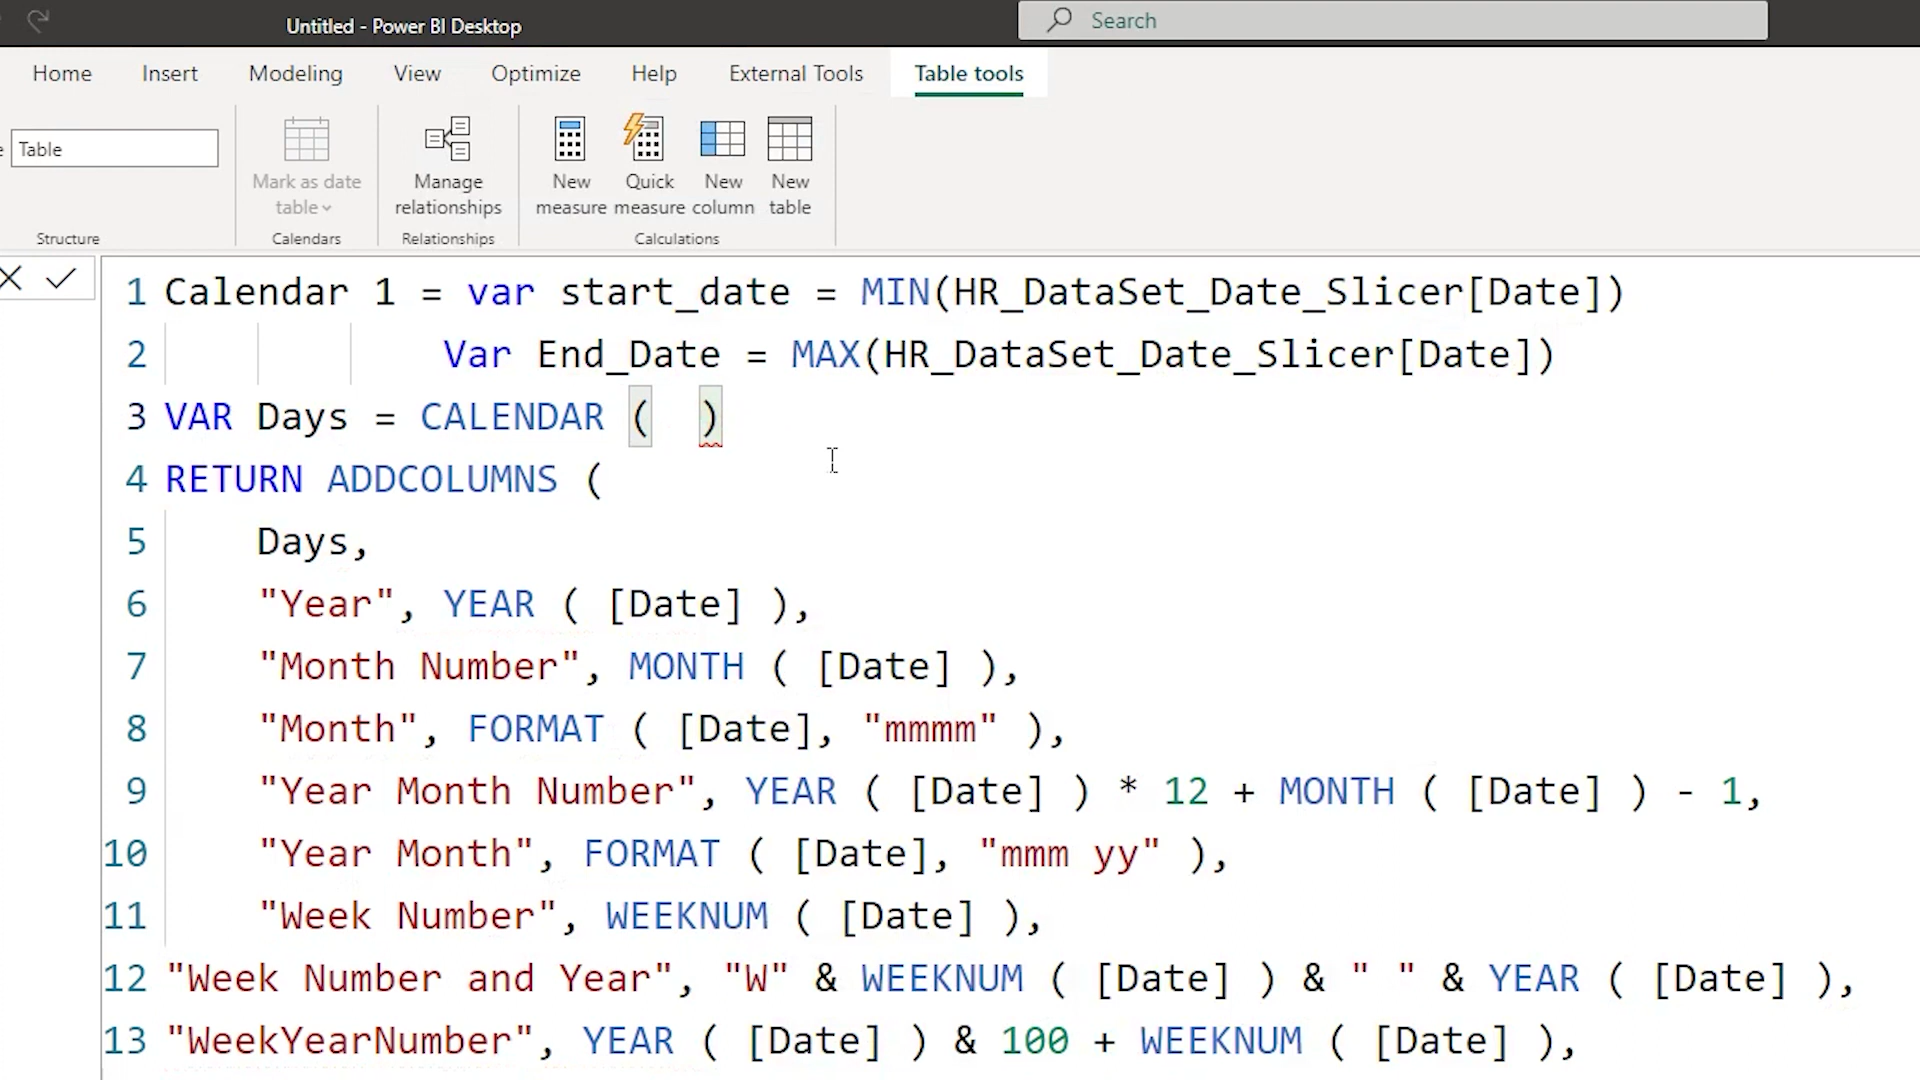 Untitled - Power BI Desktop
Search
Home Insert Modeling View Optimize Help External Tools Table tools
Table
Mark as date table
Manage relationships
New measure
Quick measure
New column
New table
Structure
Calendars
Relationships
Calculations
1 Calendar 1 = var start_date = MIN(HR_DataSet_Date_Slicer[Date])
2 Var End_Date = MAX(HR_DataSet_Date_Slicer[Date])
3 VAR Days = CALENDAR (  )
4 RETURN ADDCOLUMNS (
5 Days,
6 "Year", YEAR ( [Date] ),
7 "Month Number", MONTH ( [Date] ),
8 "Month", FORMAT ( [Date], "mmmm" ),
9 "Year Month Number", YEAR ( [Date] ) * 12 + MONTH ( [Date] ) - 1,
10 "Year Month", FORMAT ( [Date], "mmm yy" ),
11 "Week Number", WEEKNUM ( [Date] ),
12 "Week Number and Year", "W" & WEEKNUM ( [Date] ) & " " & YEAR ( [Date] ),
13 "WeekYearNumber", YEAR ( [Date] ) & 100 + WEEKNUM ( [Date] ),